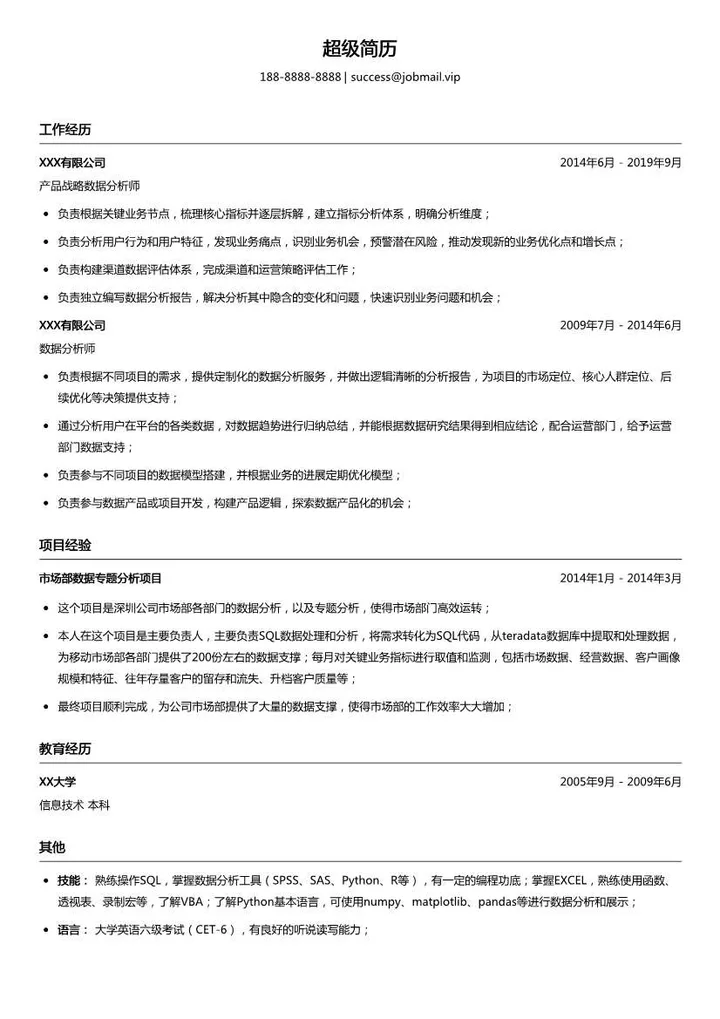 超级简历
188-8888-8888 | success@jobmail.vip
工作经历
XXX有限公司 2014年6月 - 2019年9月
产品战略数据分析师
• 负责根据关键业务节点，梳理核心指标并逐层拆解，建立指标分析体系，明确分析维度；
• 负责分析用户行为和用户特征，发现业务痛点，识别业务机会，预警潜在风险，推动发现新的业务优化点和增长点；
• 负责构建渠道数据评估体系，完成渠道和运营策略评估工作；
• 负责独立编写数据分析报告，解决分析其中隐含的变化和问题，快速识别业务问题和机会；
XXX有限公司 2009年7月 - 2014年6月
数据分析师
• 负责根据不同项目的需求，提供定制化的数据分析服务，并做出逻辑清晰的分析报告，为项目的市场定位、核心人群定位、后
续优化等决策提供支持；
• 通过分析用户在平台的各类数据，对数据趋势进行归纳总结，并能根据数据研究结果得到相应结论，配合运营部门，给予运营
部门数据支持；
• 负责参与不同项目的数据模型搭建，并根据业务的进展定期优化模型；
• 负责参与数据产品或项目开发，构建产品逻辑，探索数据产品化的机会；
项目经验
市场部数据专题分析项目 2014年1月 - 2014年3月
• 这个项目是深圳公司市场部各部门的数据分析，以及专题分析，使得市场部门高效运转；
• 本人在这个项目是主要负责人，主要负责SQL数据处理和分析，将需求转化为SQL代码，从teradata数据库中提取和处理数据，
为移动市场部各部门提供了200份左右的数据支撑；每月对关键业务指标进行取值和监测，包括市场数据、经营数据、客户画像
规模和特征、往年存量客户的留存和流失、升档客户质量等；
• 最终项目顺利完成，为公司市场部提供了大量的数据支撑，使得市场部的工作效率大大增加；
教育经历
XX大学 2005年9月 - 2009年6月
信息技术 本科
其他
• 技能： 熟练操作SQL，掌握数据分析工具（SPSS、SAS、Python、R等），有一定的编程功底；掌握EXCEL，熟练使用函数、
透视表、录制宏等，了解VBA；了解Python基本语言，可使用numpy、matplotlib、pandas等进行数据分析和展示；
• 语言： 大学英语六级考试（CET-6），有良好的听说读写能力；